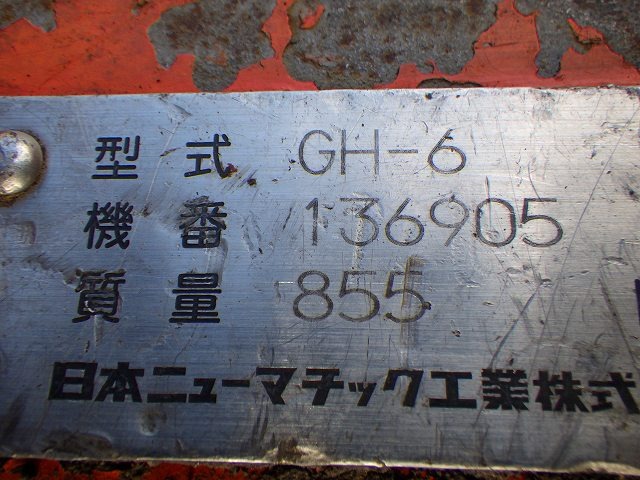 型式 GH-6
機番 136905
質量 855
日本ニューマチック工業株式